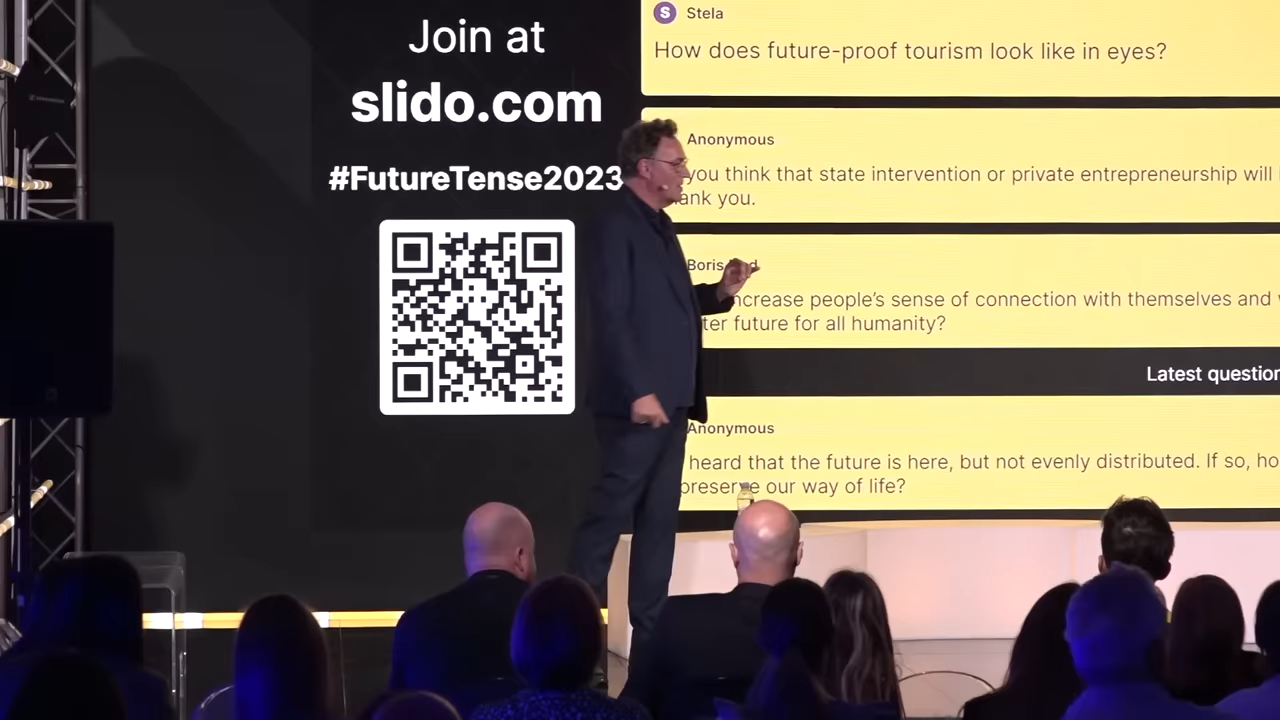 Join at
slido.com
#FutureTense2023
S Stela
How does future-proof tourism look like in eyes?
Anonymous
you think that state intervention or private entrepreneurship will
ank you.
Boris
ncrease people's sense of connection with themselves and
ter future for all humanity?
Latest question
Anonymous
heard that the future is here, but not evenly distributed. If so, ho
preserve our way of life?